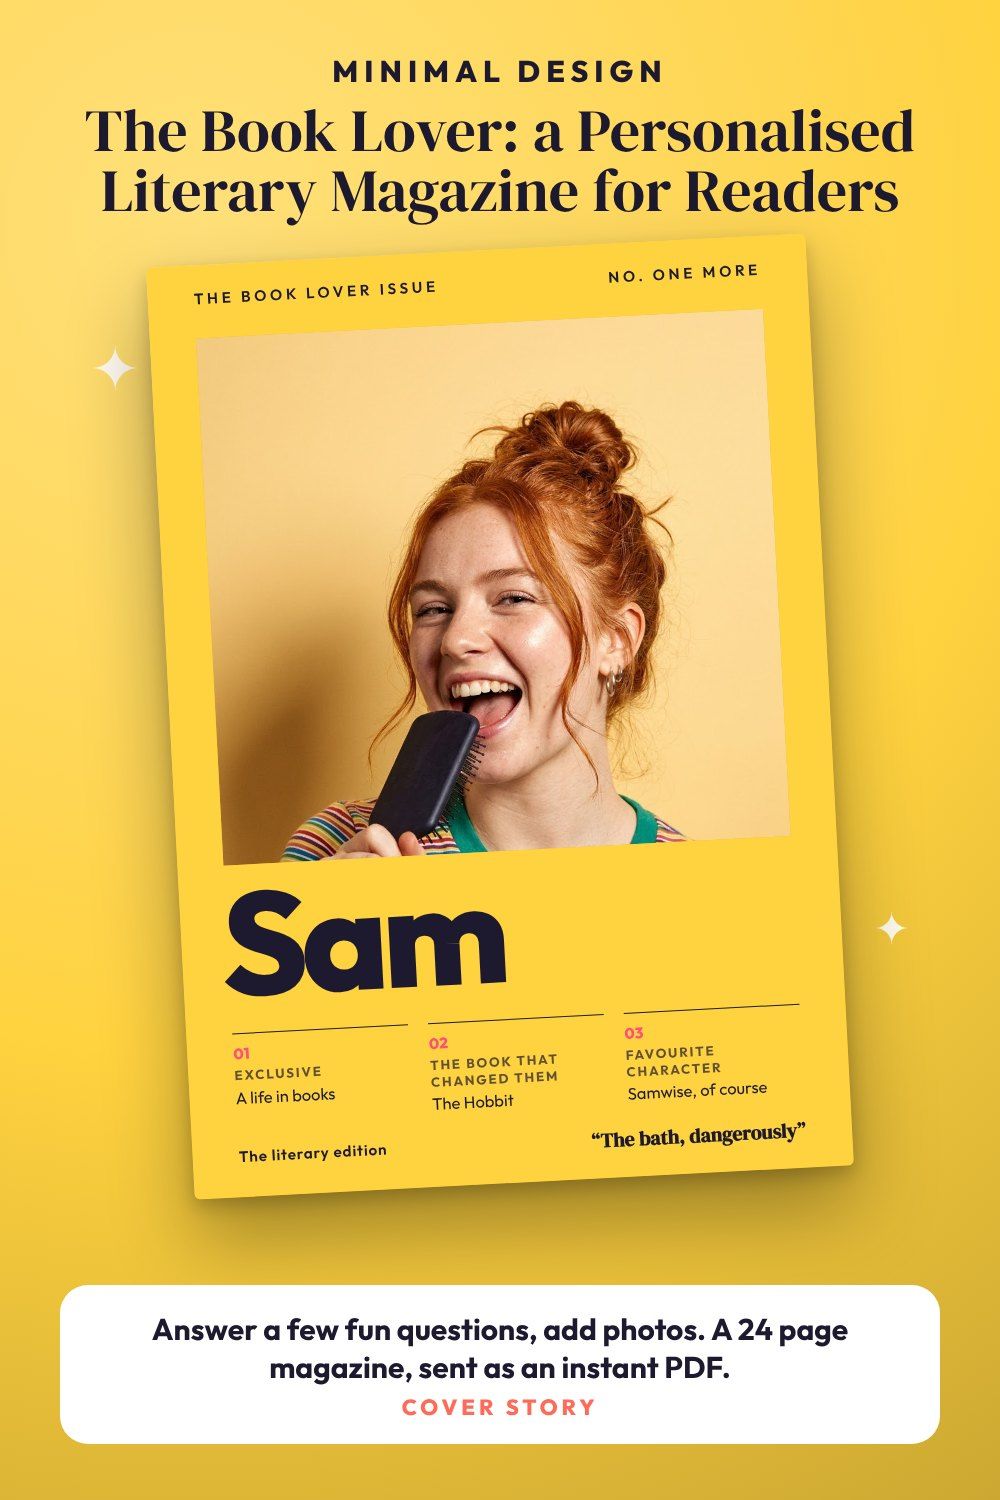 MINIMAL DESIGN
The Book Lover: a Personalised
Literary Magazine for Readers
THE BOOK LOVER ISSUE
NO. ONE MORE
Sam
01
EXCLUSIVE
A life in books
02
THE BOOK THAT
CHANGED THEM
The Hobbit
03
FAVOURITE
CHARACTER
Samwise, of course
The literary edition
“The bath, dangerously”
Answer a few fun questions, add photos. A 24 page
magazine, sent as an instant PDF.
COVER STORY